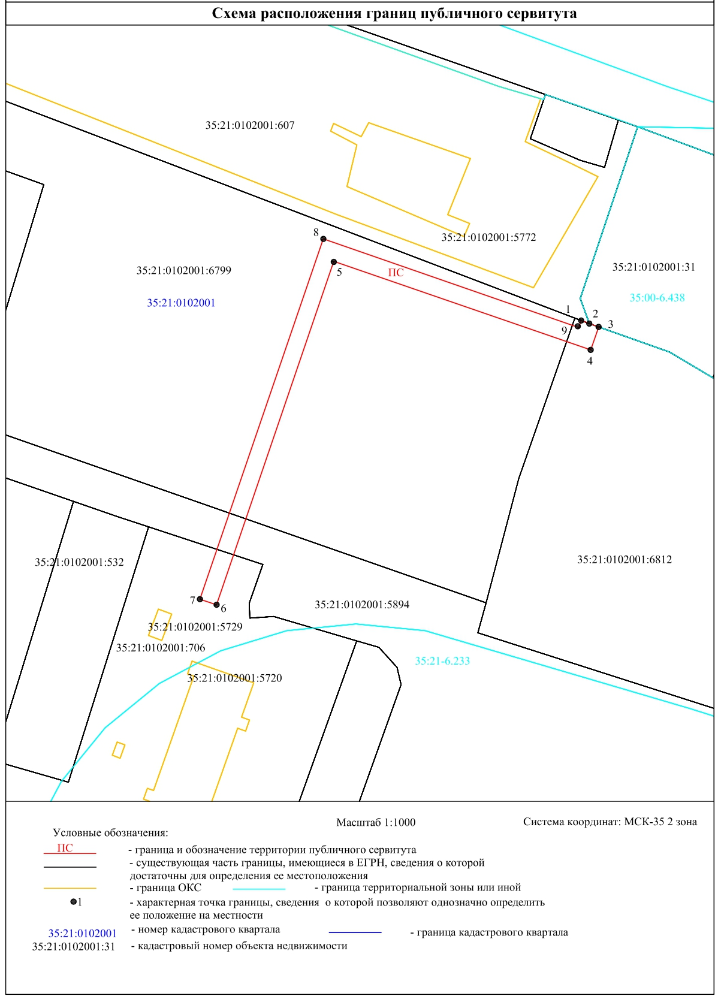 Схема расположения границ публичного сервитута
35:21:0102001:607
8
35:21:0102001:5772
35:21:0102001:6799
5
ПС
35:21:0102001:31
35:21:0102001
35:00-6.438
1
2
3
9
4
35:21:0102001:532
35:21:0102001:6812
7
6
35:21:0102001:5894
35:21:0102001:5729
35:21:0102001:706
35:21-6.233
35:21:0102001:5720
Масштаб 1:1000
Система координат: МСК-35 2 зона
Условные обозначения:
ПС - граница и обозначение территории публичного сервитута
- существующая часть границы, имеющиеся в ЕГРН, сведения о которой
достаточны для определения ее местоположения
- граница ОКС - граница территориальной зоны или иной
1 - характерная точка границы, сведения о которой позволяют однозначно определить
ее положение на местности
35:21:0102001 - номер кадастрового квартала - граница кадастрового квартала
35:21:0102001:31 - кадастровый номер объекта недвижимости